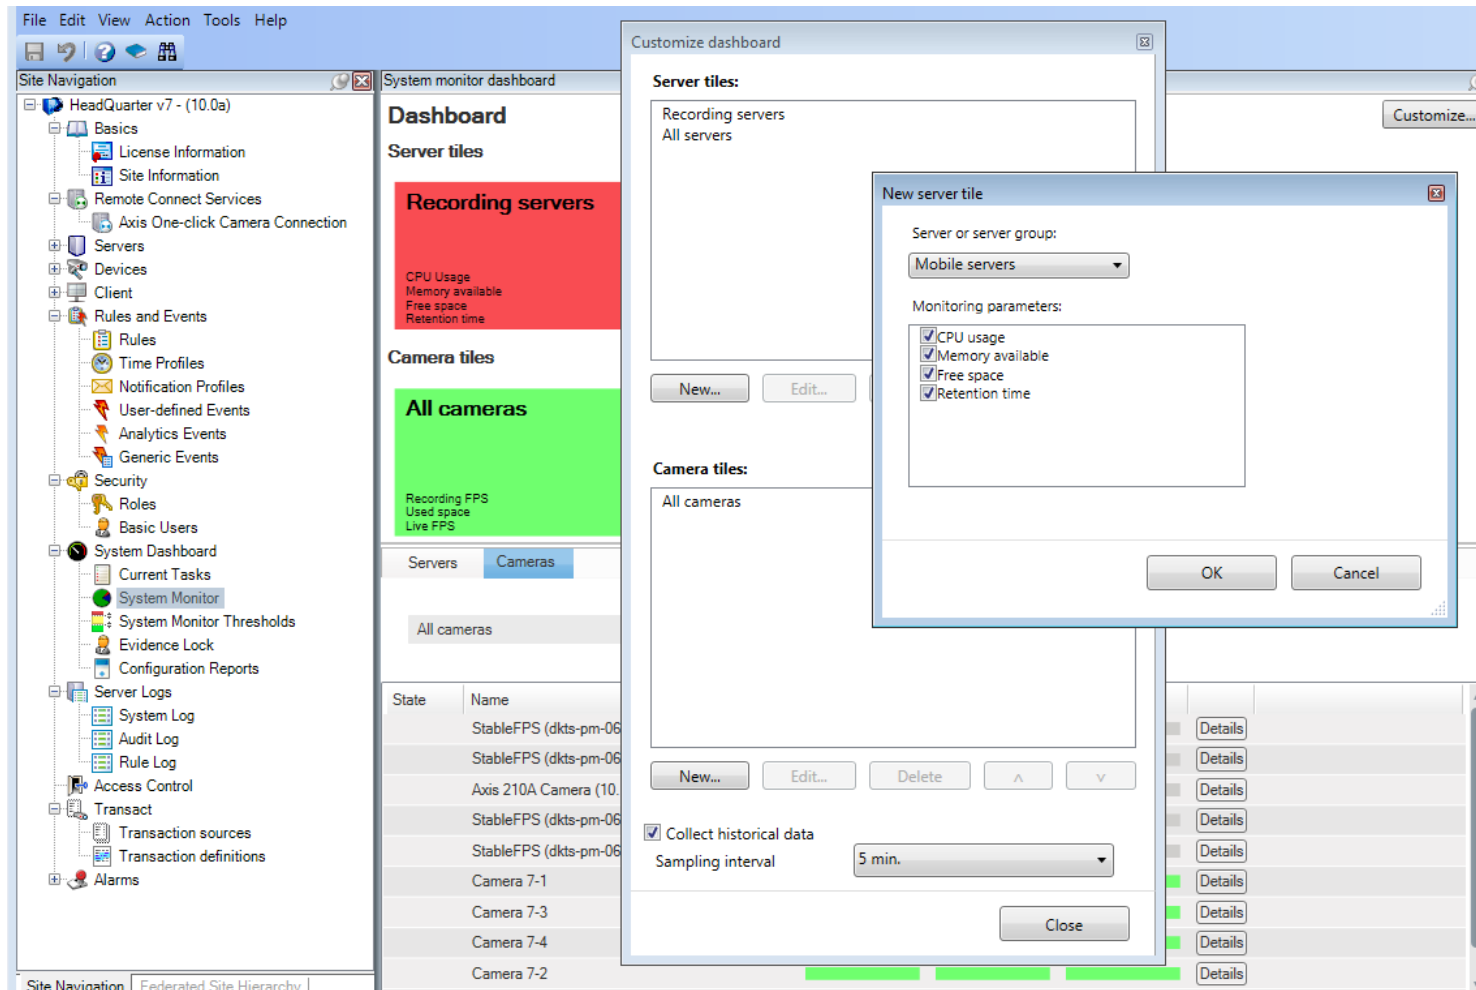 File Edit View Action Tools Help
Site Navigation
HeadQuarter v7 - (10.0a)
Basics
License Information
Site Information
Remote Connect Services
Axis One-click Camera Connection
Servers
Devices
Client
Rules and Events
Rules
Time Profiles
Notification Profiles
User-defined Events
Analytics Events
Generic Events
Security
Roles
Basic Users
System Dashboard
Current Tasks
System Monitor
System Monitor Thresholds
Evidence Lock
Configuration Reports
Server Logs
System Log
Audit Log
Rule Log
Access Control
Transact
Transaction sources
Transaction definitions
Alarms
Site Navigation Federated Site Hierarchy
System monitor dashboard
Dashboard
Customize...
Server tiles
Recording servers
CPU Usage
Memory available
Free space
Retention time
Camera tiles
All cameras
Recording FPS
Used space
Live FPS
Servers Cameras
All cameras
State Name
StableFPS (dkts-pm-06 Details
StableFPS (dkts-pm-06 Details
Axis 210A Camera (10. Details
StableFPS (dkts-pm-06 Details
StableFPS (dkts-pm-06 Details
Camera 7-1 Details
Camera 7-3 Details
Camera 7-4 Details
Camera 7-2 Details
Customize dashboard
Server tiles:
Recording servers
All servers
New... Edit...
Camera tiles:
All cameras
New... Edit... Delete
Collect historical data
Sampling interval 5 min.
Close
New server tile
Server or server group:
Mobile servers
Monitoring parameters:
CPU usage
Memory available
Free space
Retention time
OK Cancel